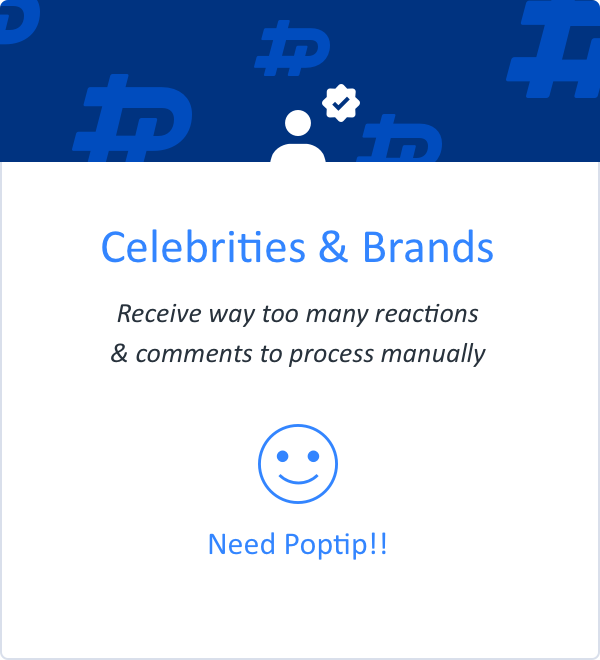 Celebrities & Brands
Receive way too many reactions
& comments to process manually
Need Poptip!!